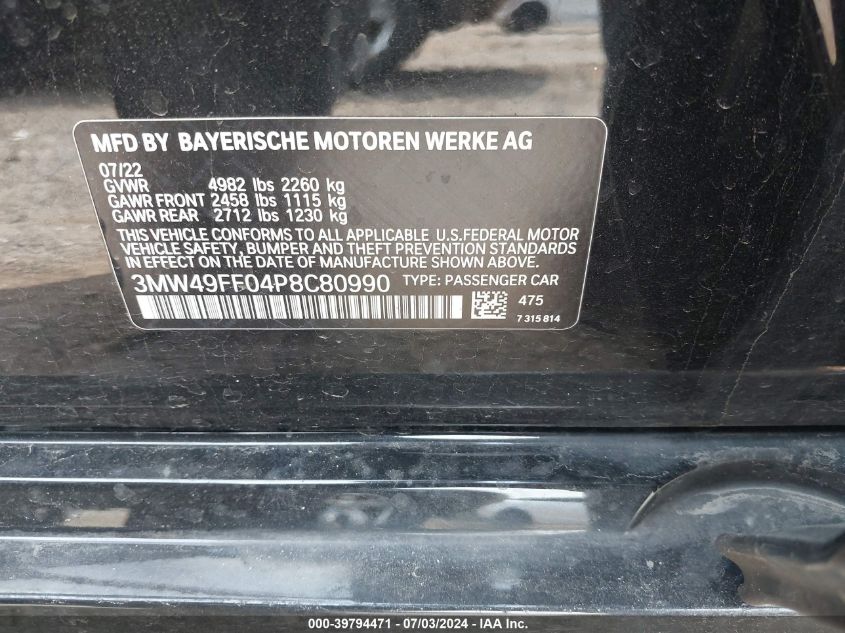 MFD BY BAYERISCHE MOTOREN WERKE AG
07/22
GVWR 4982 lbs 2260 kg
GAWR FRONT 2458 lbs 1115 kg
GAWR REAR 2712 lbs 1230 kg
THIS VEHICLE CONFORMS TO ALL APPLICABLE U.S.FEDERAL MOTOR
VEHICLE SAFETY, BUMPER AND THEFT PREVENTION STANDARDS
IN EFFECT ON THE DATE OF MANUFACTURE SHOWN ABOVE.
3MW49FF04P8C80990 TYPE: PASSENGER CAR
475
7 315 814
000-39794471 - 07/03/2024 - IAA Inc.